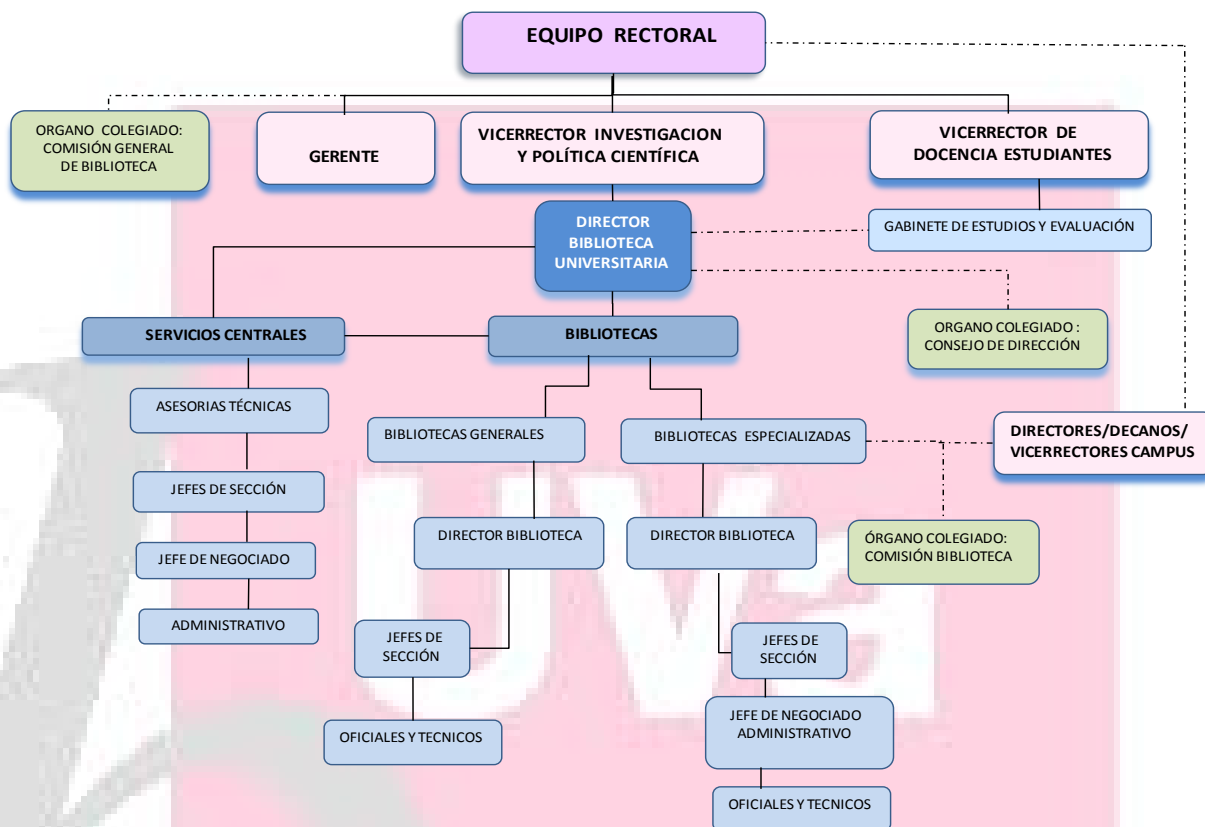 EQUIPO RECTORAL
ORGANO COLEGIADO:
COMISIÓN GENERAL
DE BIBLIOTECA
GERENTE
VICERRECTOR INVESTIGACION
Y POLÍTICA CIENTÍFICA
VICERRECTOR DE
DOCENCIA ESTUDIANTES
DIRECTOR
BIBLIOTECA
UNIVERSITARIA
GABINETE DE ESTUDIOS Y EVALUACIÓN
SERVICIOS CENTRALES
BIBLIOTECAS
ORGANO COLEGIADO :
CONSEJO DE DIRECCIÓN
ASESORIAS TÉCNICAS
BIBLIOTECAS GENERALES
BIBLIOTECAS ESPECIALIZADAS
DIRECTORES/DECANOS/
VICERRECTORES CAMPUS
JEFES DE SECCIÓN
DIRECTOR BIBLIOTECA
DIRECTOR BIBLIOTECA
ÓRGANO COLEGIADO:
COMISIÓN BIBLIOTECA
JEFE DE NEGOCIADO
ADMINISTRATIVO
JEFES DE
SECCIÓN
JEFES DE
SECCIÓN
OFICIALES Y TECNICOS
JEFE DE NEGOCIADO
ADMINISTRATIVO
OFICIALES Y TECNICOS
UVa